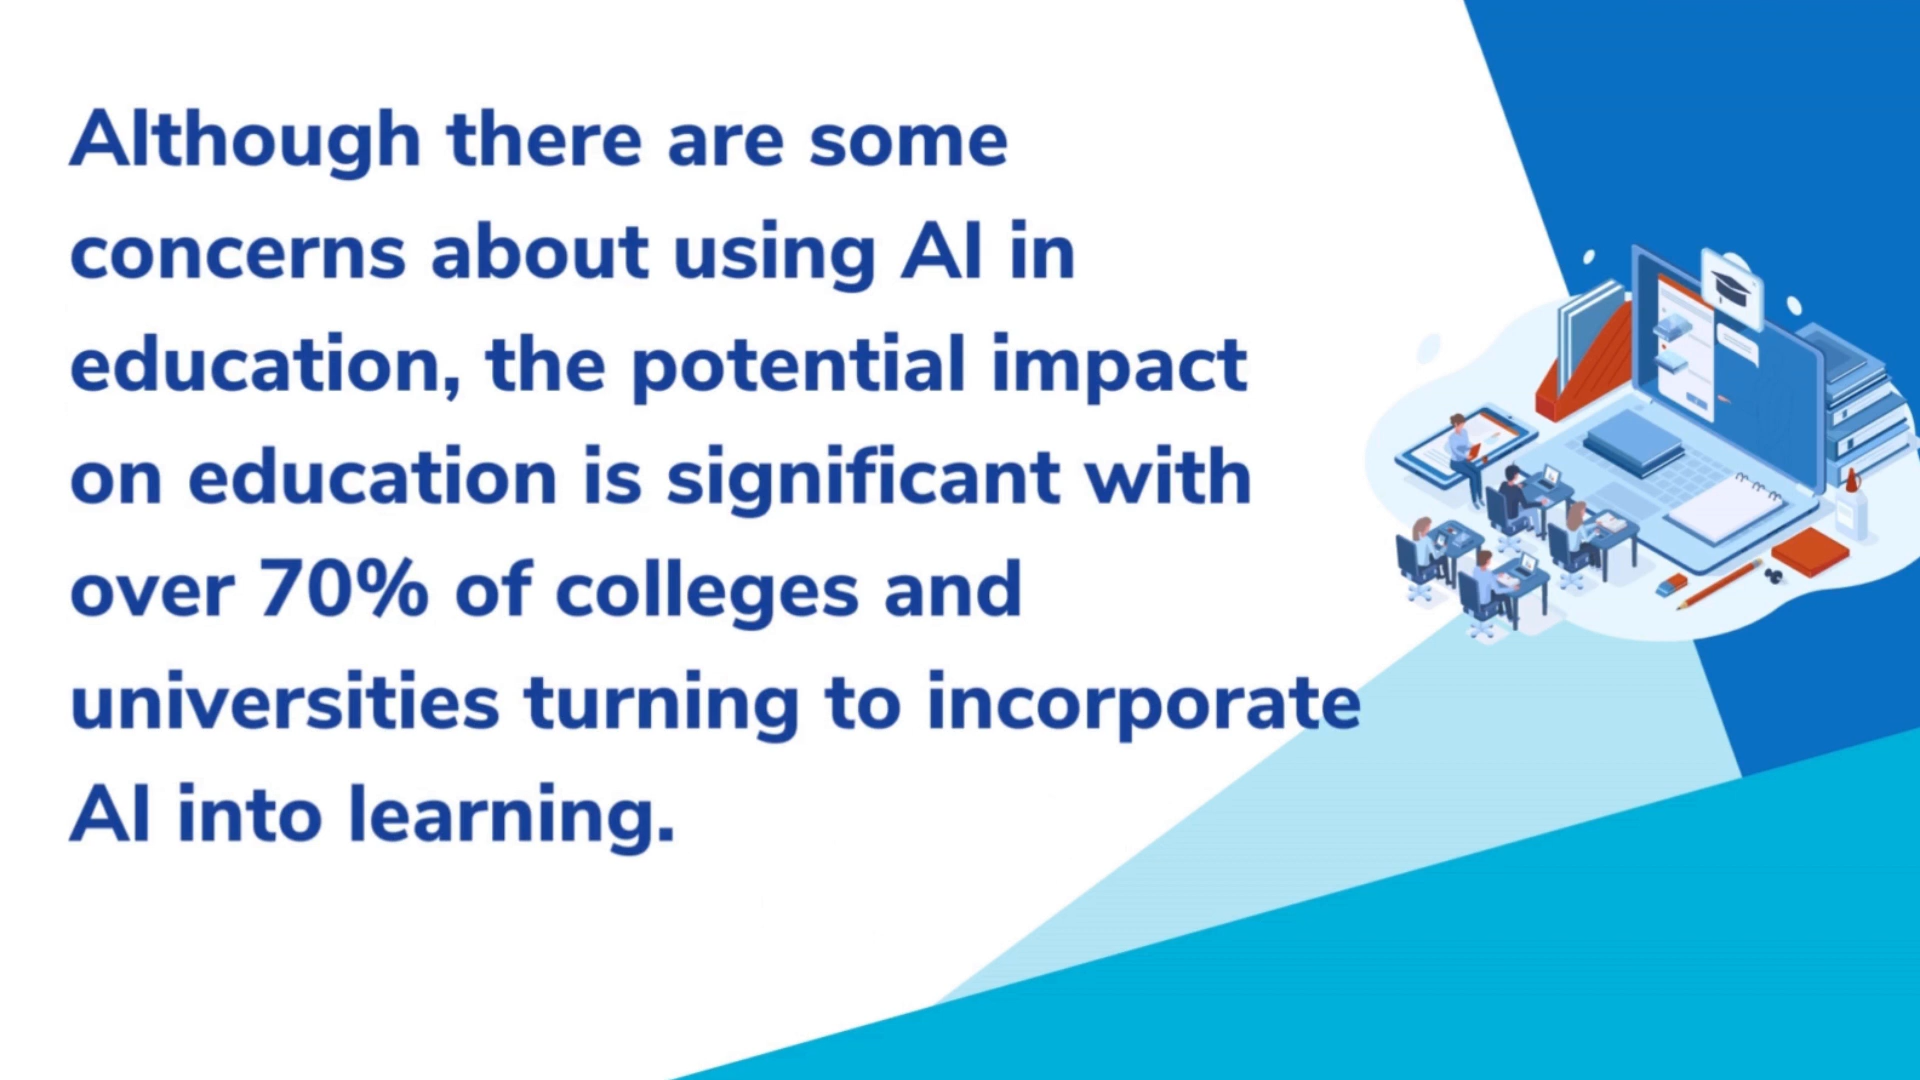 Although there are some
concerns about using AI in
education, the potential impact
on education is significant with
over 70% of colleges and
universities turning to incorporate
AI into learning.